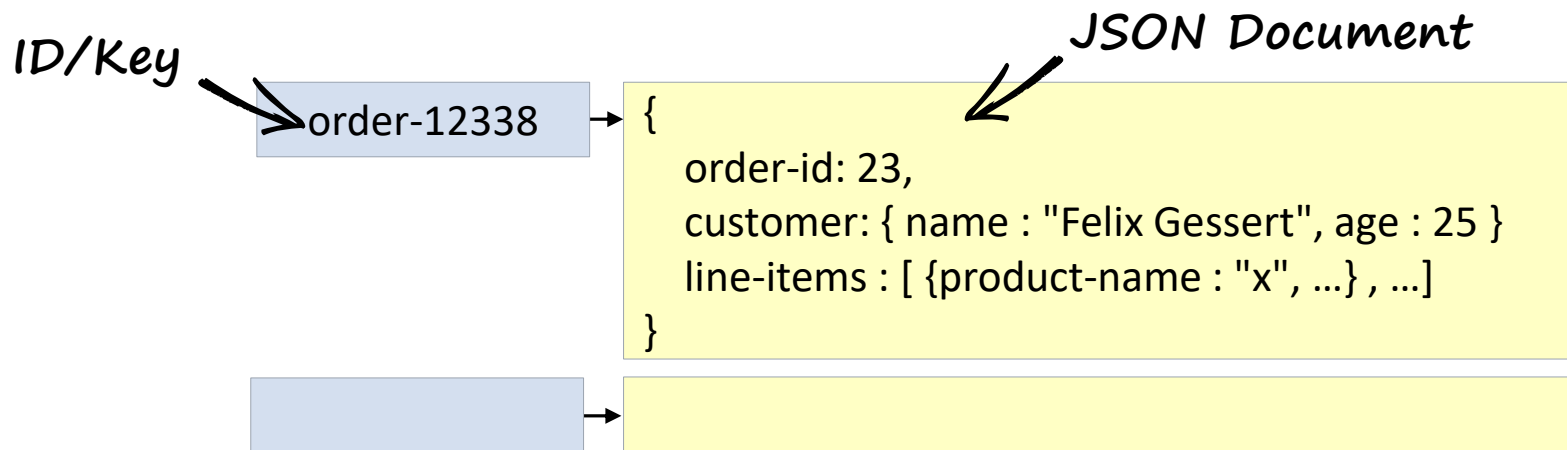 ID/Key
JSON Document
order-12338
{
order-id: 23,
customer: { name : "Felix Gessert", age : 25 }
line-items : [ {product-name : "x", …} , …]
}